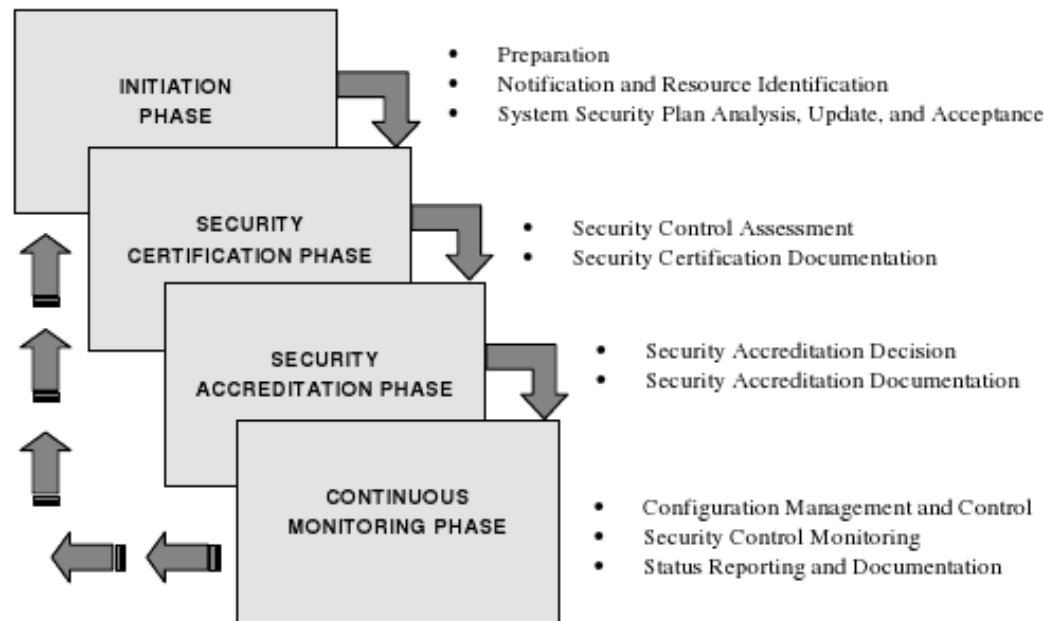 INITIATION
PHASE
• Preparation
• Notification and Resource Identification
• System Security Plan Analysis, Update, and Acceptance
SECURITY
CERTIFICATION PHASE
• Security Control Assessment
• Security Certification Documentation
SECURITY
ACCREDITATION PHASE
• Security Accreditation Decision
• Security Accreditation Documentation
CONTINUOUS
MONITORING PHASE
• Configuration Management and Control
• Security Control Monitoring
• Status Reporting and Documentation